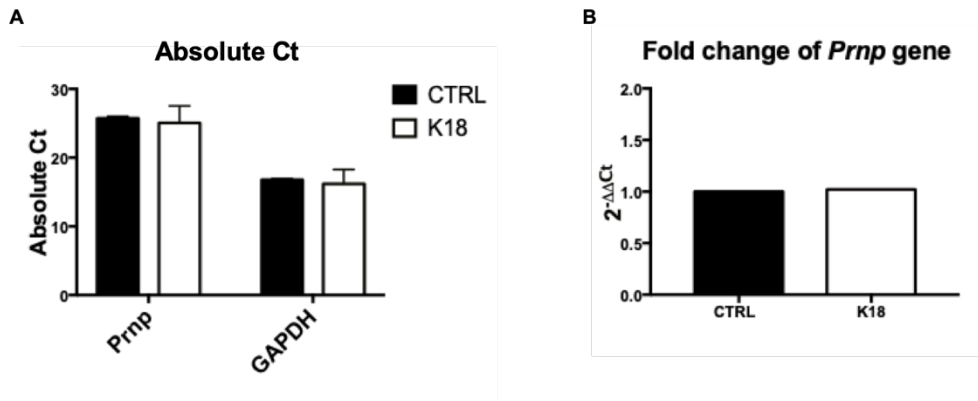 A
Absolute Ct
Absolute Ct
30
20
10
0
Prnp
GAPDH
CTRL
K18
B
Fold change of Prnp gene
2-ΔΔCt
2.0
1.5
1.0
0.5
0.0
CTRL
K18